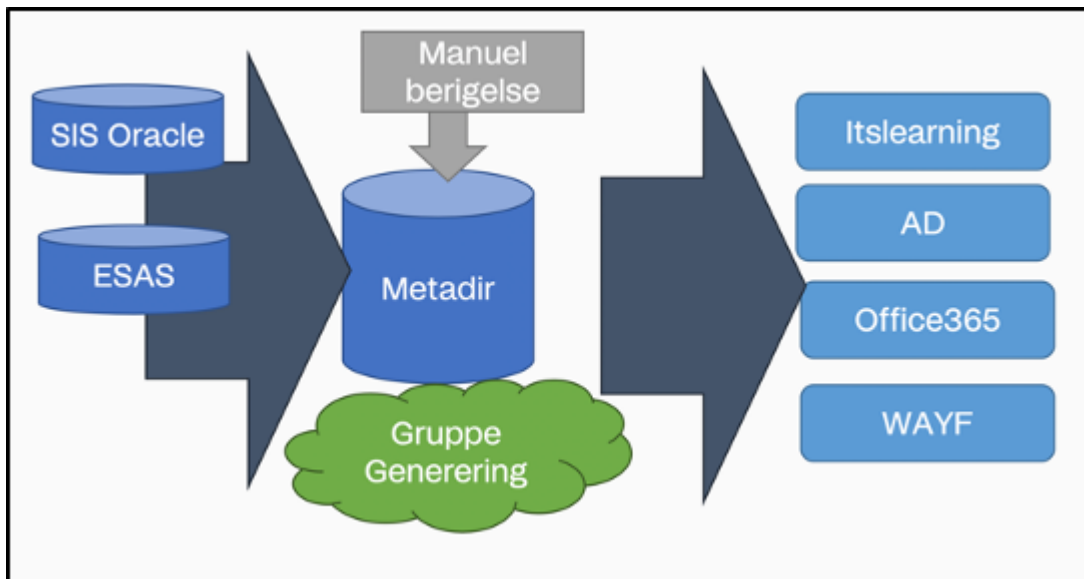 SIS Oracle
ESAS
Manuel
berigelse
Metadir
Gruppe
Generering
Itslearning
AD
Office365
WAYF